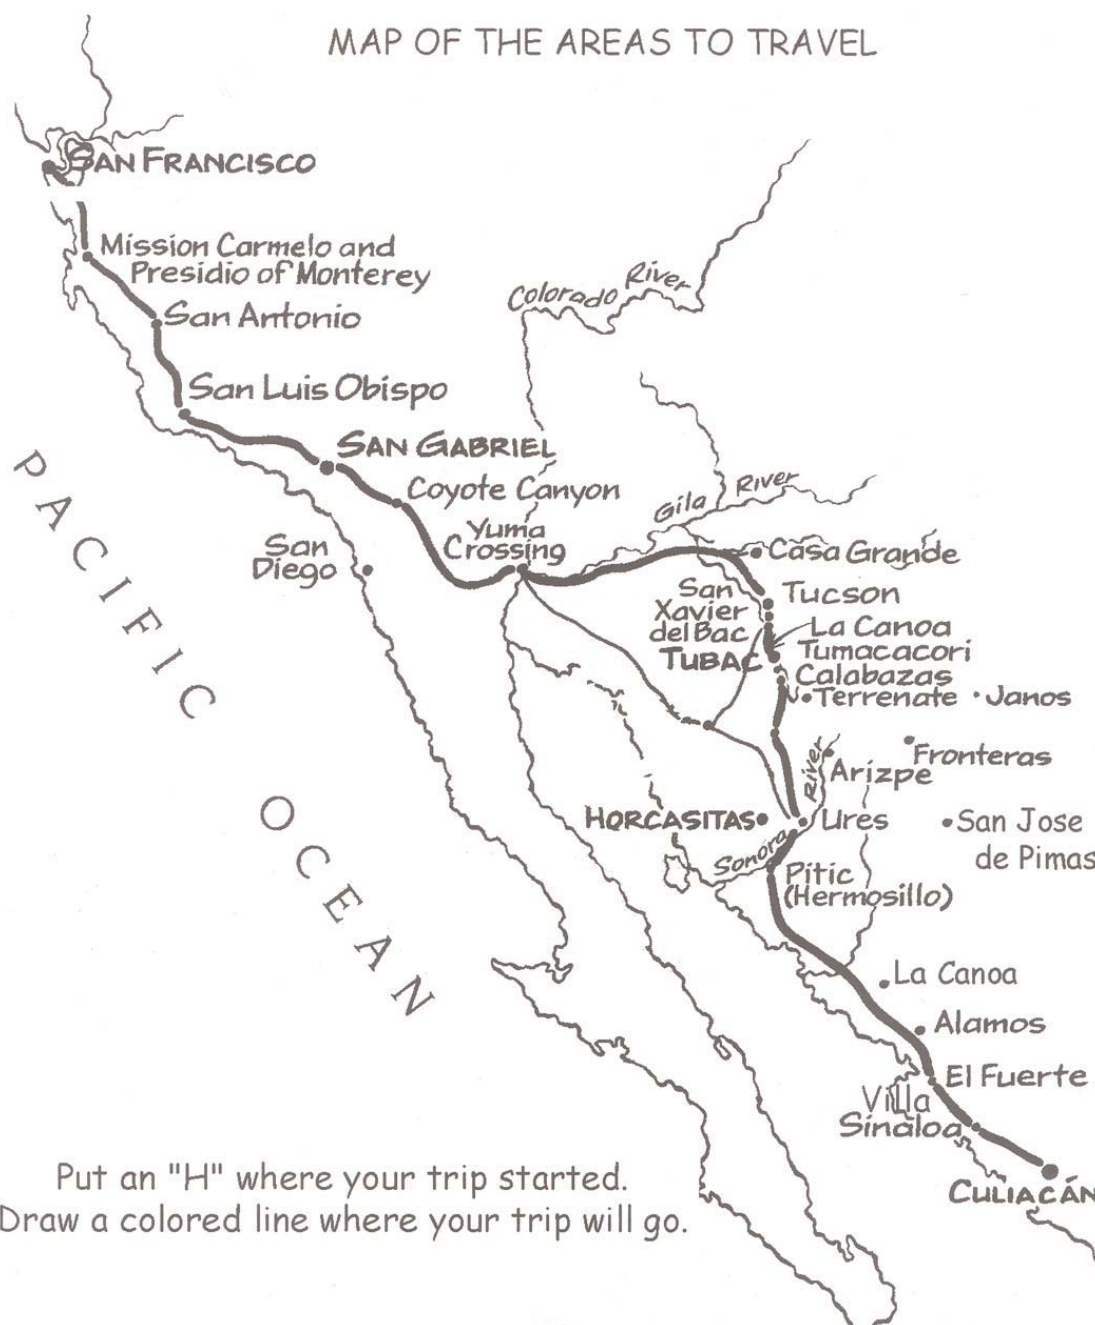 MAP OF THE AREAS TO TRAVEL
SAN FRANCISCO
Mission Carmelo and
Presidio of Monterey
San Antonio
San Luis Obispo
SAN GABRIEL
Coyote Canyon
Yuma
Crossing
San
Diego
Colorado River
Gila River
Casa Grande
Tucson
San
Xavier
del Bac
La Canoa
TUBAC
Tumacacori
Calabazas
Terrenate
Janos
Fronteras
Arizpe
River
HORCASITAS
Ures
San Jose
de Pimas
Sonora
Pitic
(Hermosillo)
La Canoa
Alamos
El Fuerte
Villa
Sinaloa
CULIACÁN
PACIFIC OCEAN
Put an "H" where your trip started.
Draw a colored line where your trip will go.